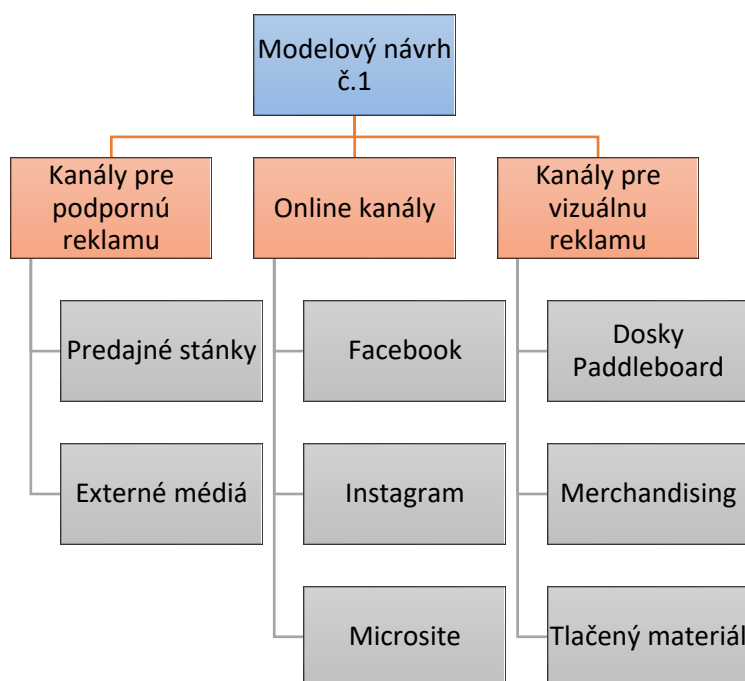 Modelový návrh
č.1
Kanály pre
podpornú
reklamu
Predajné stánky
Externé médiá
Online kanály
Facebook
Instagram
Microsite
Kanály pre
vizuálnu
reklamu
Dosky
Paddleboard
Merchandising
Tlačený materiál